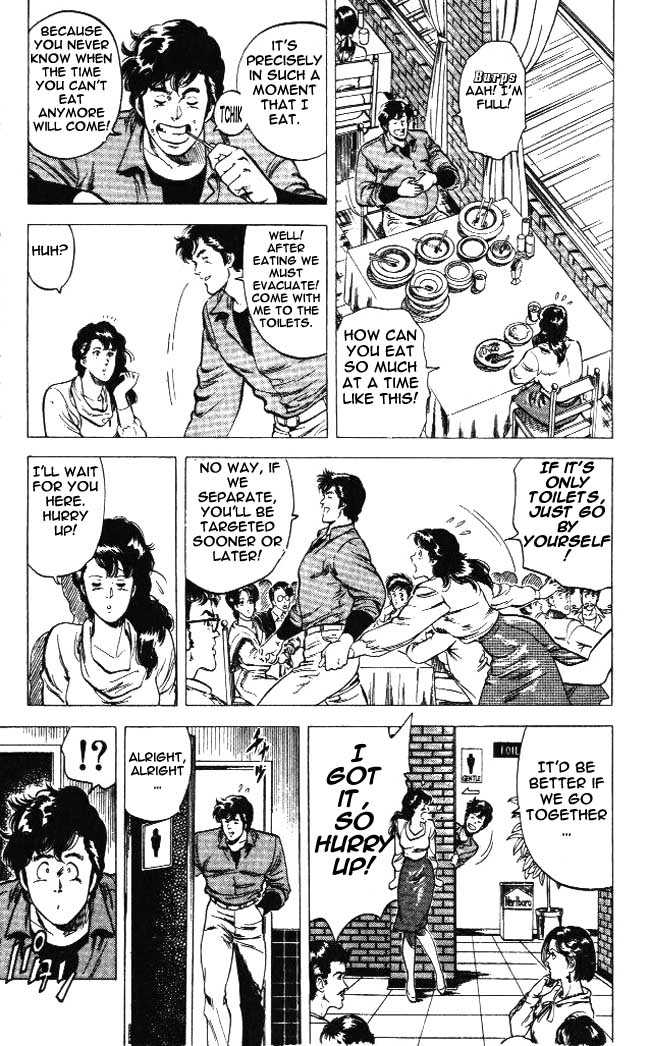 Burps
AAH! I'M
FULL!
HOW CAN
YOU EAT
SO MUCH
AT A TIME
LIKE THIS!
IT'S
PRECISELY
IN SUCH A
MOMENT
THAT I
EAT.
TCHIK
BECAUSE
YOU NEVER
KNOW WHEN
THE TIME
YOU CAN'T
EAT
ANYMORE
WILL COME!
WELL!
AFTER
EATING WE
MUST
EVACUATE!
COME WITH
ME TO THE
TOILETS.
HUH?
IF IT'S
ONLY
TOILETS,
JUST GO
BY
YOURSELF
!
NO WAY, IF
WE
SEPARATE,
YOU'LL BE
TARGETED
SOONER OR
LATER!
I'LL WAIT
FOR YOU
HERE.
HURRY
UP!
IT'D BE
BETTER IF
WE GO
TOGETHER
...
TOIL
GENTLE
Marlboro
I
GOT
IT,
SO
HURRY
UP!
ALRIGHT,
ALRIGHT
...
!?